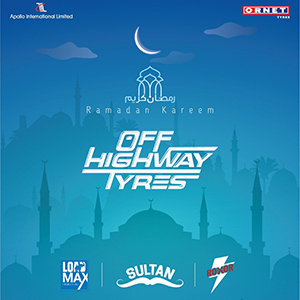 Apollo International Limited
ORNET
TYRES
رمضان كريم
Ramadan Kareem
OFF
HIGHWAY
TYRES
LOAD
MAX
SULTAN